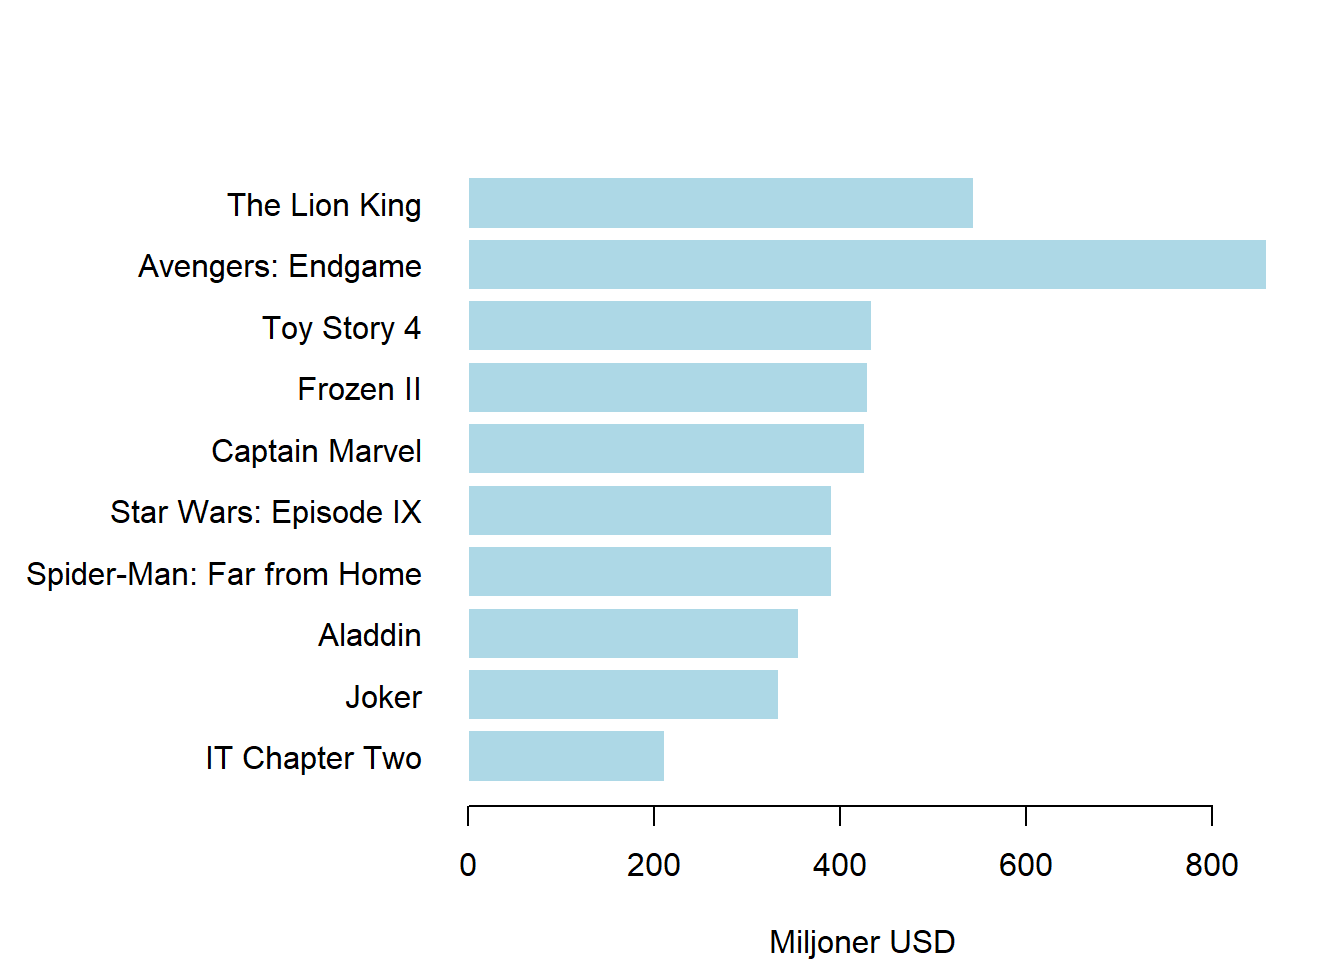 The Lion King
Avengers: Endgame
Toy Story 4
Frozen II
Captain Marvel
Star Wars: Episode IX
Spider-Man: Far from Home
Aladdin
Joker
IT Chapter Two
0 200 400 600 800
Miljoner USD